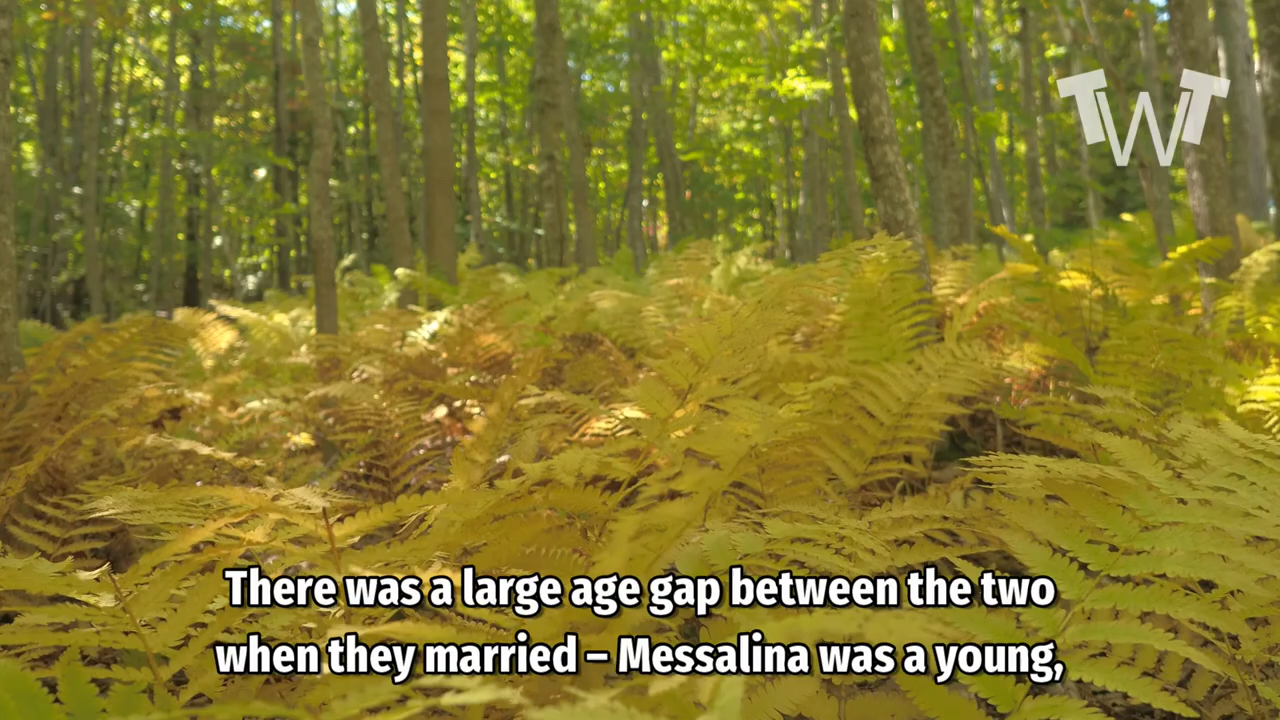 TWT
There was a large age gap between the two
when they married – Messalina was a young,